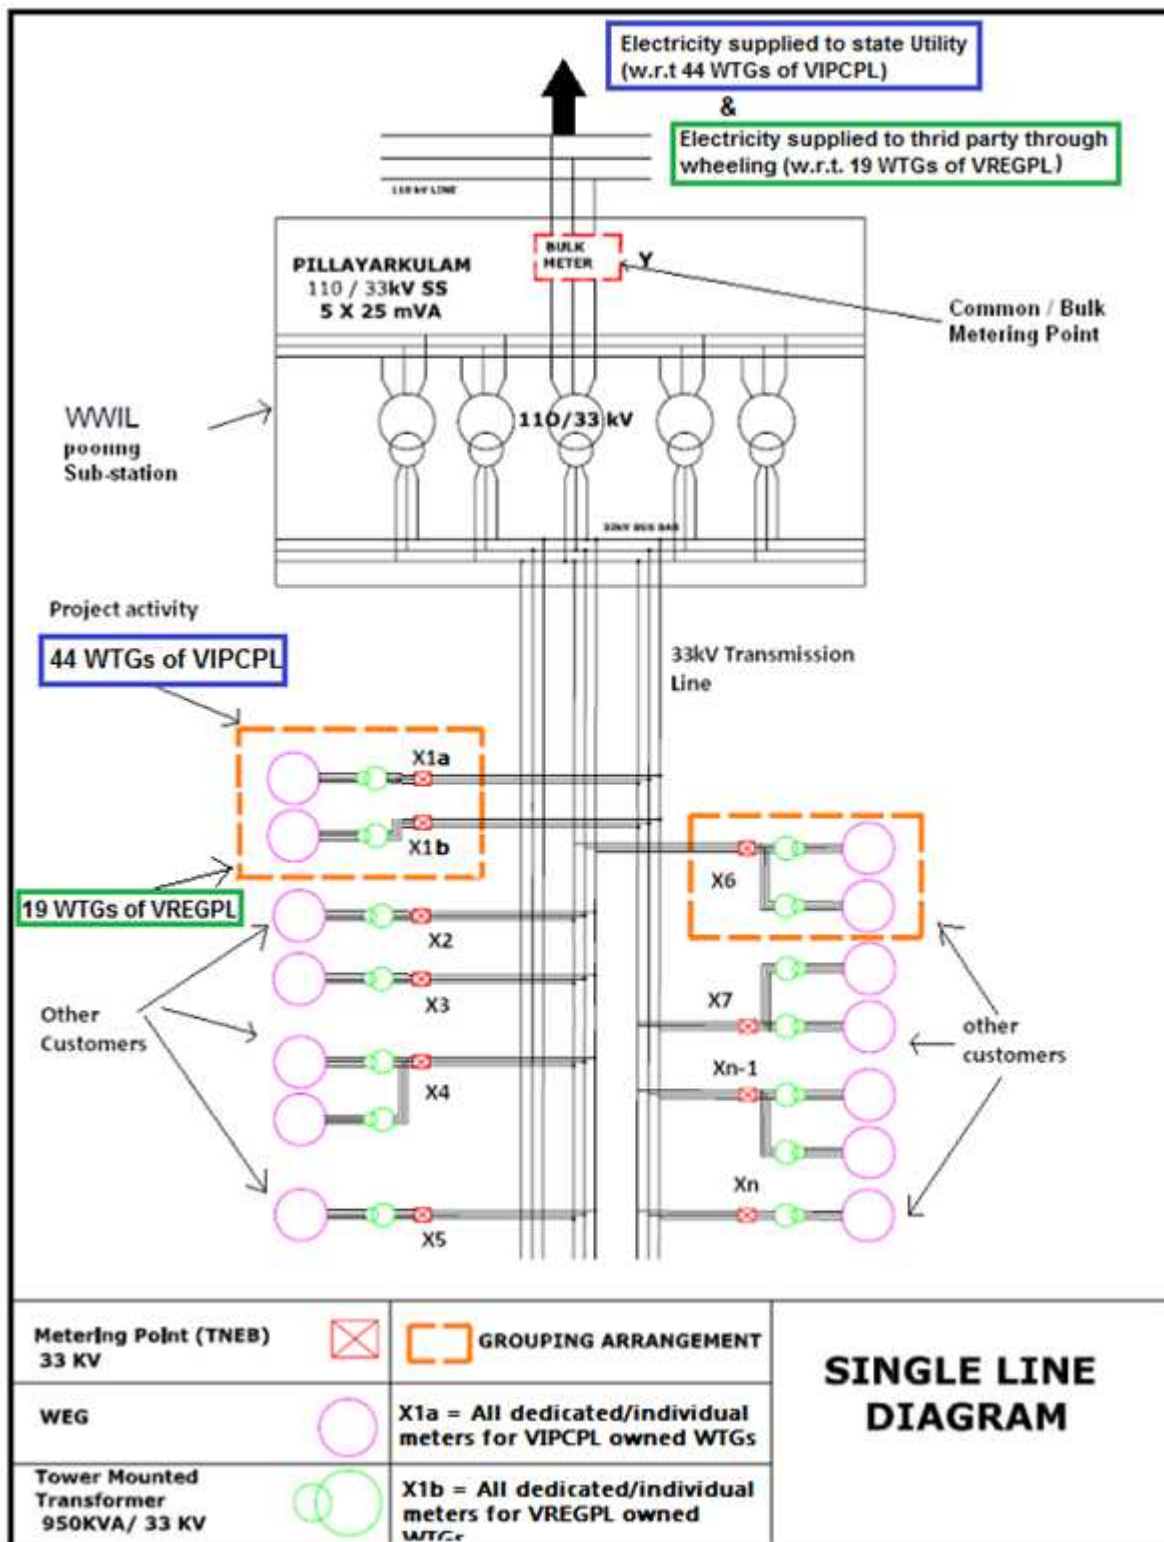 Electricity supplied to state Utility
(w.r.t 44 WTGs of VIPCPL)
&
Electricity supplied to thrid party through
wheeling (w.r.t. 19 WTGs of VREGPL)
110 kV LINE
BULK
METER
Y
PILLAYARKULAM
110 / 33kV SS
5 X 25 mVA
Common / Bulk
Metering Point
WWIL
pooling
Sub-station
110/33 kV
33kV BUS BAR
Project activity
44 WTGs of VIPCPL
33kV Transmission
Line
X1a
X1b
19 WTGs of VREGPL
X6
X2
X3
X7
Other
Customers
other
customers
X4
Xn-1
Xn
X5
Metering Point (TNEB)
33 KV
GROUPING ARRANGEMENT
SINGLE LINE
DIAGRAM
WEG
X1a = All dedicated/individual
meters for VIPCPL owned WTGs
Tower Mounted
Transformer
950KVA/ 33 KV
X1b = All dedicated/individual
meters for VREGPL owned
WTGs